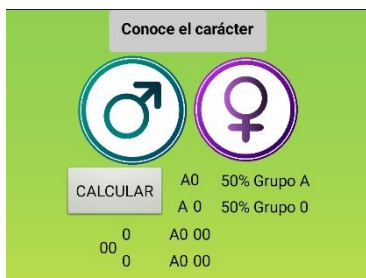 Conoce el carácter
CALCULAR
A0 50% Grupo A
A 0 50% Grupo 0
0 A0 00
00
0 A0 00